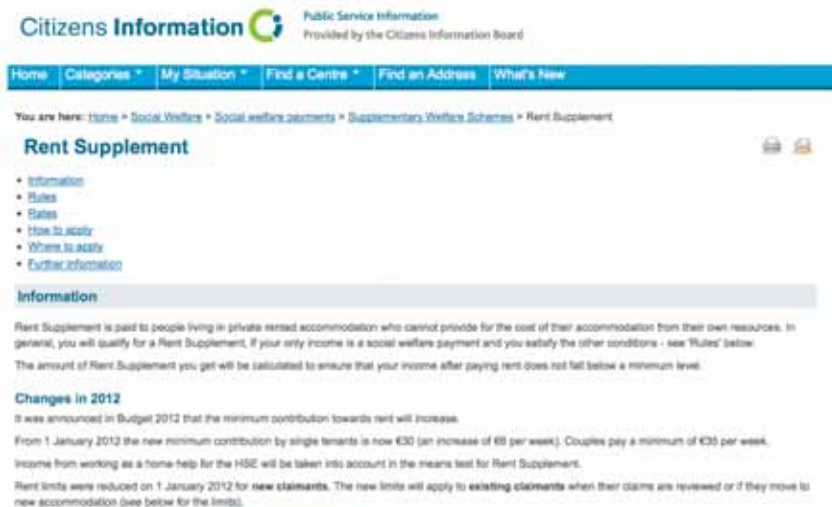 Citizens Information
Public Service Information
Provided by the Citizens Information Board
Home Categories My Situation Find a Centre Find an Address What's New
You are here: Home > Social Welfare > Social welfare payments > Supplementary Welfare Schemes > Rent Supplement
Rent Supplement
• Information
• Rules
• Rates
• How to apply
• Where to apply
• Further information
Information
Rent Supplement is paid to people living in private rented accommodation who cannot provide for the cost of their accommodation from their own resources. In
general, you will qualify for a Rent Supplement, if your only income is a social welfare payment and you satisfy the other conditions - see 'Rules' below.
The amount of Rent Supplement you get will be calculated to ensure that your income after paying rent does not fall below a minimum level.
Changes in 2012
It was announced in Budget 2012 that the minimum contribution towards rent will increase.
From 1 January 2012 the new minimum contribution by single tenants is now €30 (an increase of €6 per week). Couples pay a minimum of €35 per week.
Income from working as a home help for the HSE will be taken into account in the means test for Rent Supplement.
Rent limits were reduced on 1 January 2012 for new claimants. The new limits will apply to existing claimants when their claims are reviewed or if they move to
new accommodation (see below for the limits).